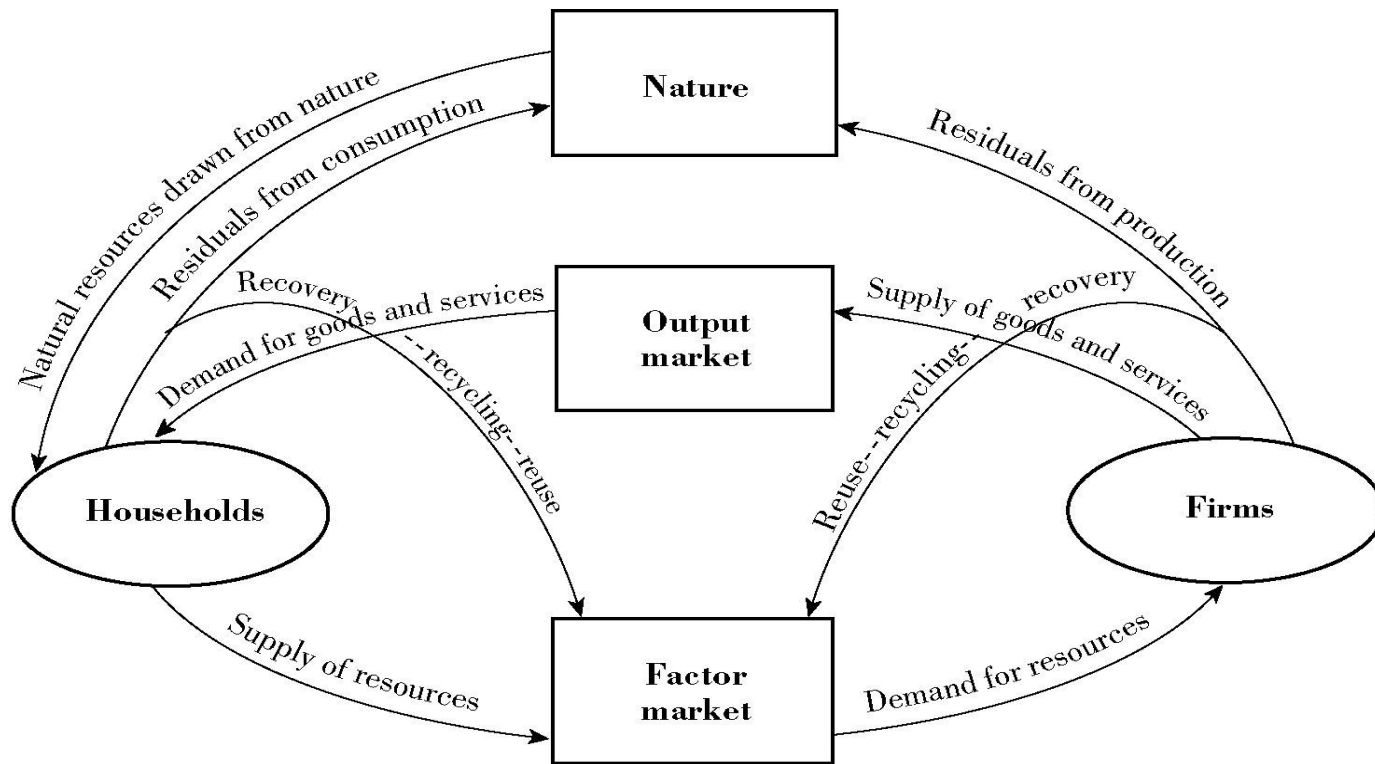 Nature
Natural resources drawn from nature
Residuals from consumption
Residuals from production
Recovery--recycling--reuse
Demand for goods and services
Output
market
Supply of goods and services
Reuse--recycling--recovery
Households
Firms
Supply of resources
Factor
market
Demand for resources